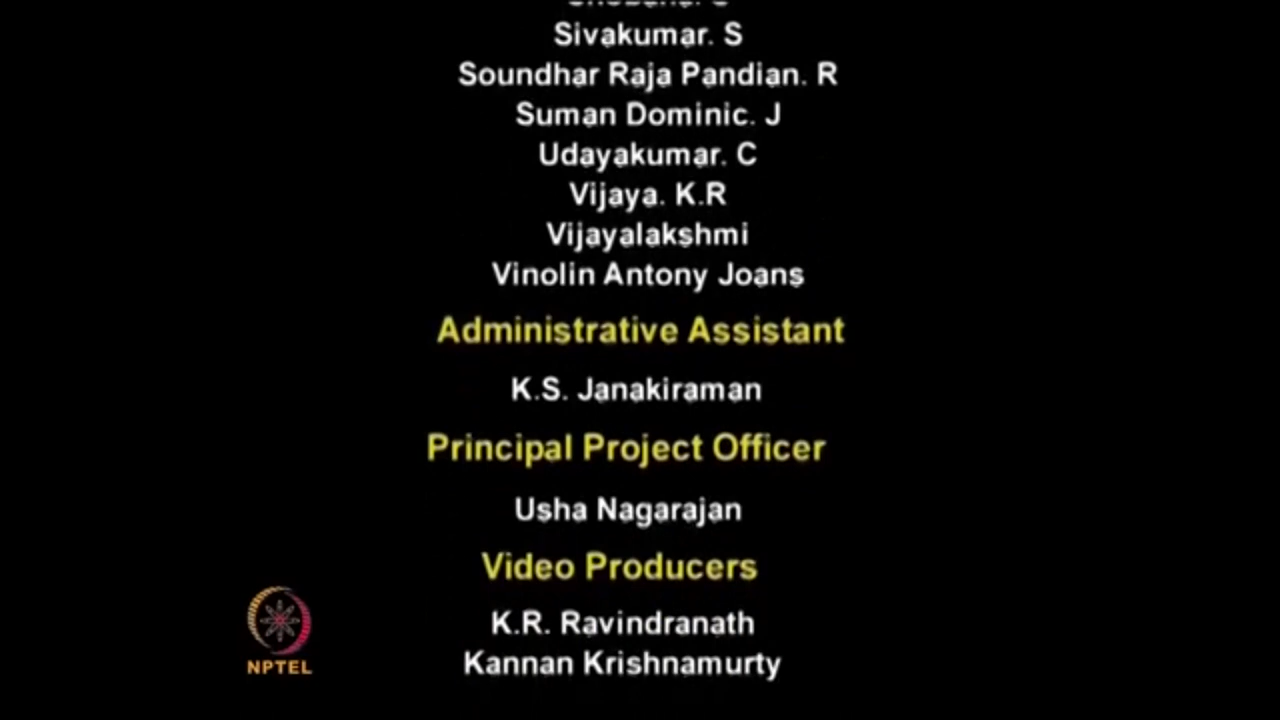 Sivakumar. S
Soundhar Raja Pandian. R
Suman Dominic. J
Udayakumar. C
Vijaya. K.R
Vijayalakshmi
Vinolin Antony Joans
Administrative Assistant
K.S. Janakiraman
Principal Project Officer
Usha Nagarajan
Video Producers
K.R. Ravindranath
Kannan Krishnamurty
NPTEL